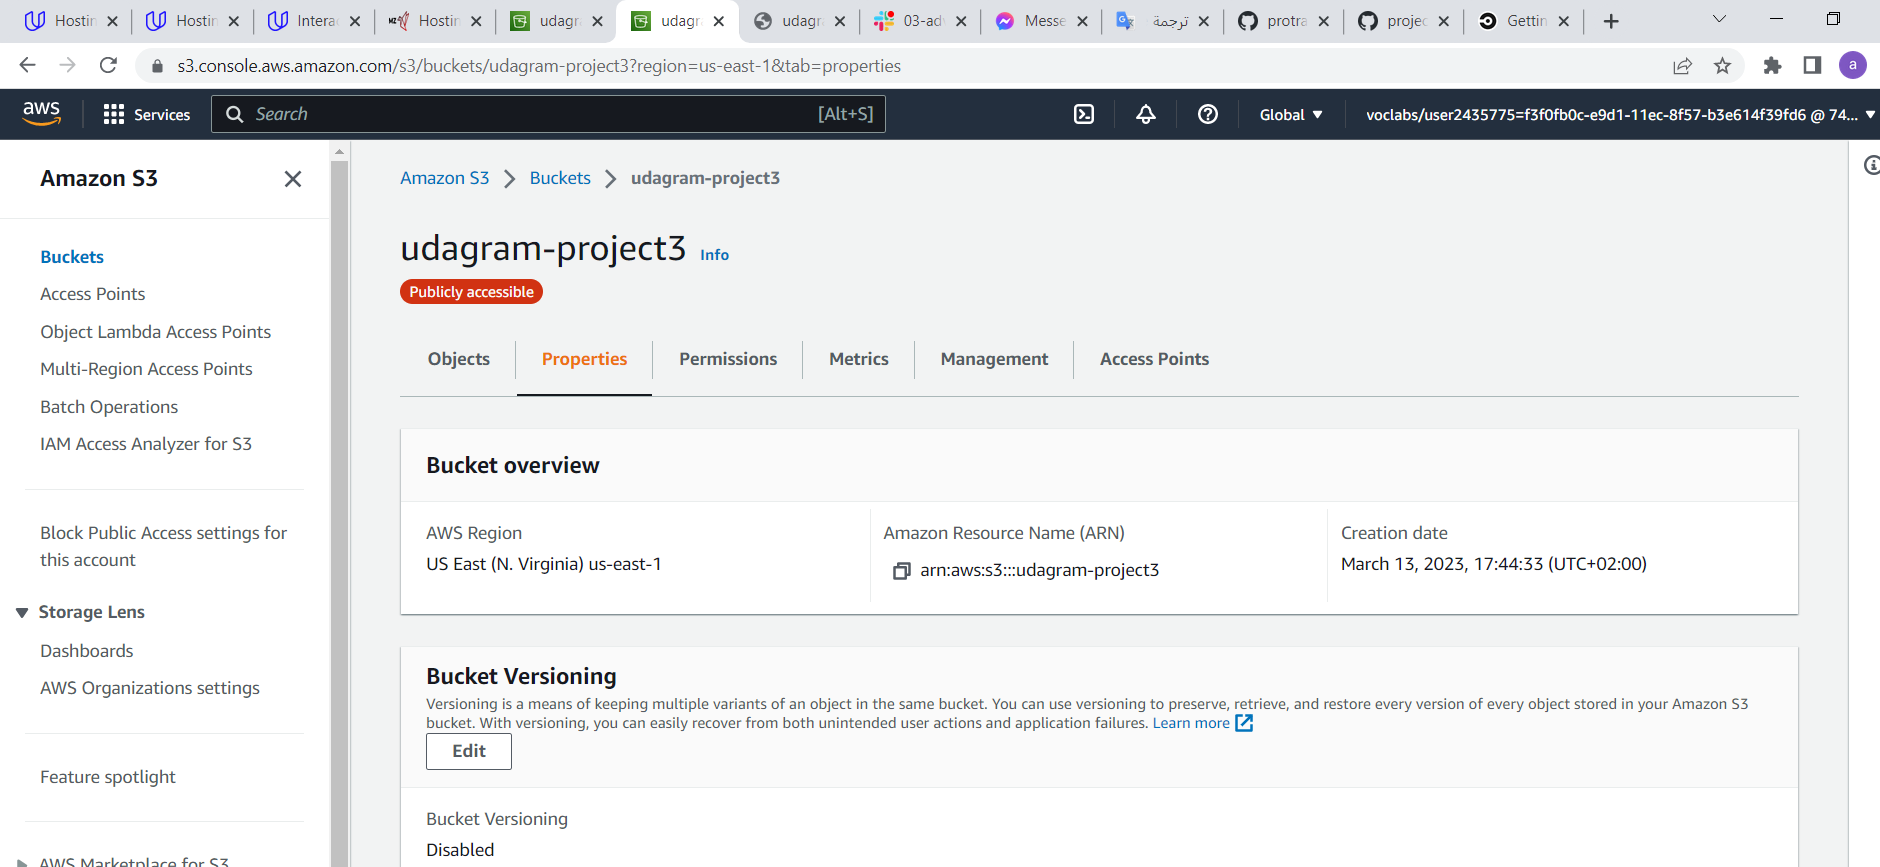 Hostin
Hostin
Interac
Hostin
udagra
udagra
udagra
03-adv
Messe
ترجمة
protra
projec
Gettin
s3.console.aws.amazon.com/s3/buckets/udagram-project3?region=us-east-1&tab=properties
a
aws
Services
Search
[Alt+S]
Global
voclabs/user2435775=f3f0fb0c-e9d1-11ec-8f57-b3e614f39fd6 @ 74...
Amazon S3
Buckets
Access Points
Object Lambda Access Points
Multi-Region Access Points
Batch Operations
IAM Access Analyzer for S3
Block Public Access settings for
this account
Storage Lens
Dashboards
AWS Organizations settings
Feature spotlight
AWS Marketplace for S3
Amazon S3 > Buckets > udagram-project3
udagram-project3 Info
Publicly accessible
Objects
Properties
Permissions
Metrics
Management
Access Points
Bucket overview
AWS Region
US East (N. Virginia) us-east-1
Amazon Resource Name (ARN)
arn:aws:s3:::udagram-project3
Creation date
March 13, 2023, 17:44:33 (UTC+02:00)
Bucket Versioning
Versioning is a means of keeping multiple variants of an object in the same bucket. You can use versioning to preserve, retrieve, and restore every version of every object stored in your Amazon S3
bucket. With versioning, you can easily recover from both unintended user actions and application failures. Learn more
Edit
Bucket Versioning
Disabled